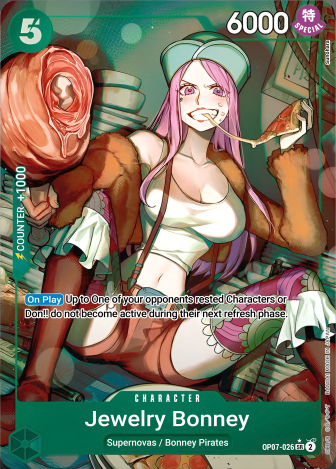 5
6000
特
SPECIAL
COUNTER +1000
On Play Up to One of your opponents rested Characters or
Don!! do not become active during their next refresh phase.
CHARACTER
Jewelry Bonney
Supernovas / Bonney Pirates
OP07-026 SR 2